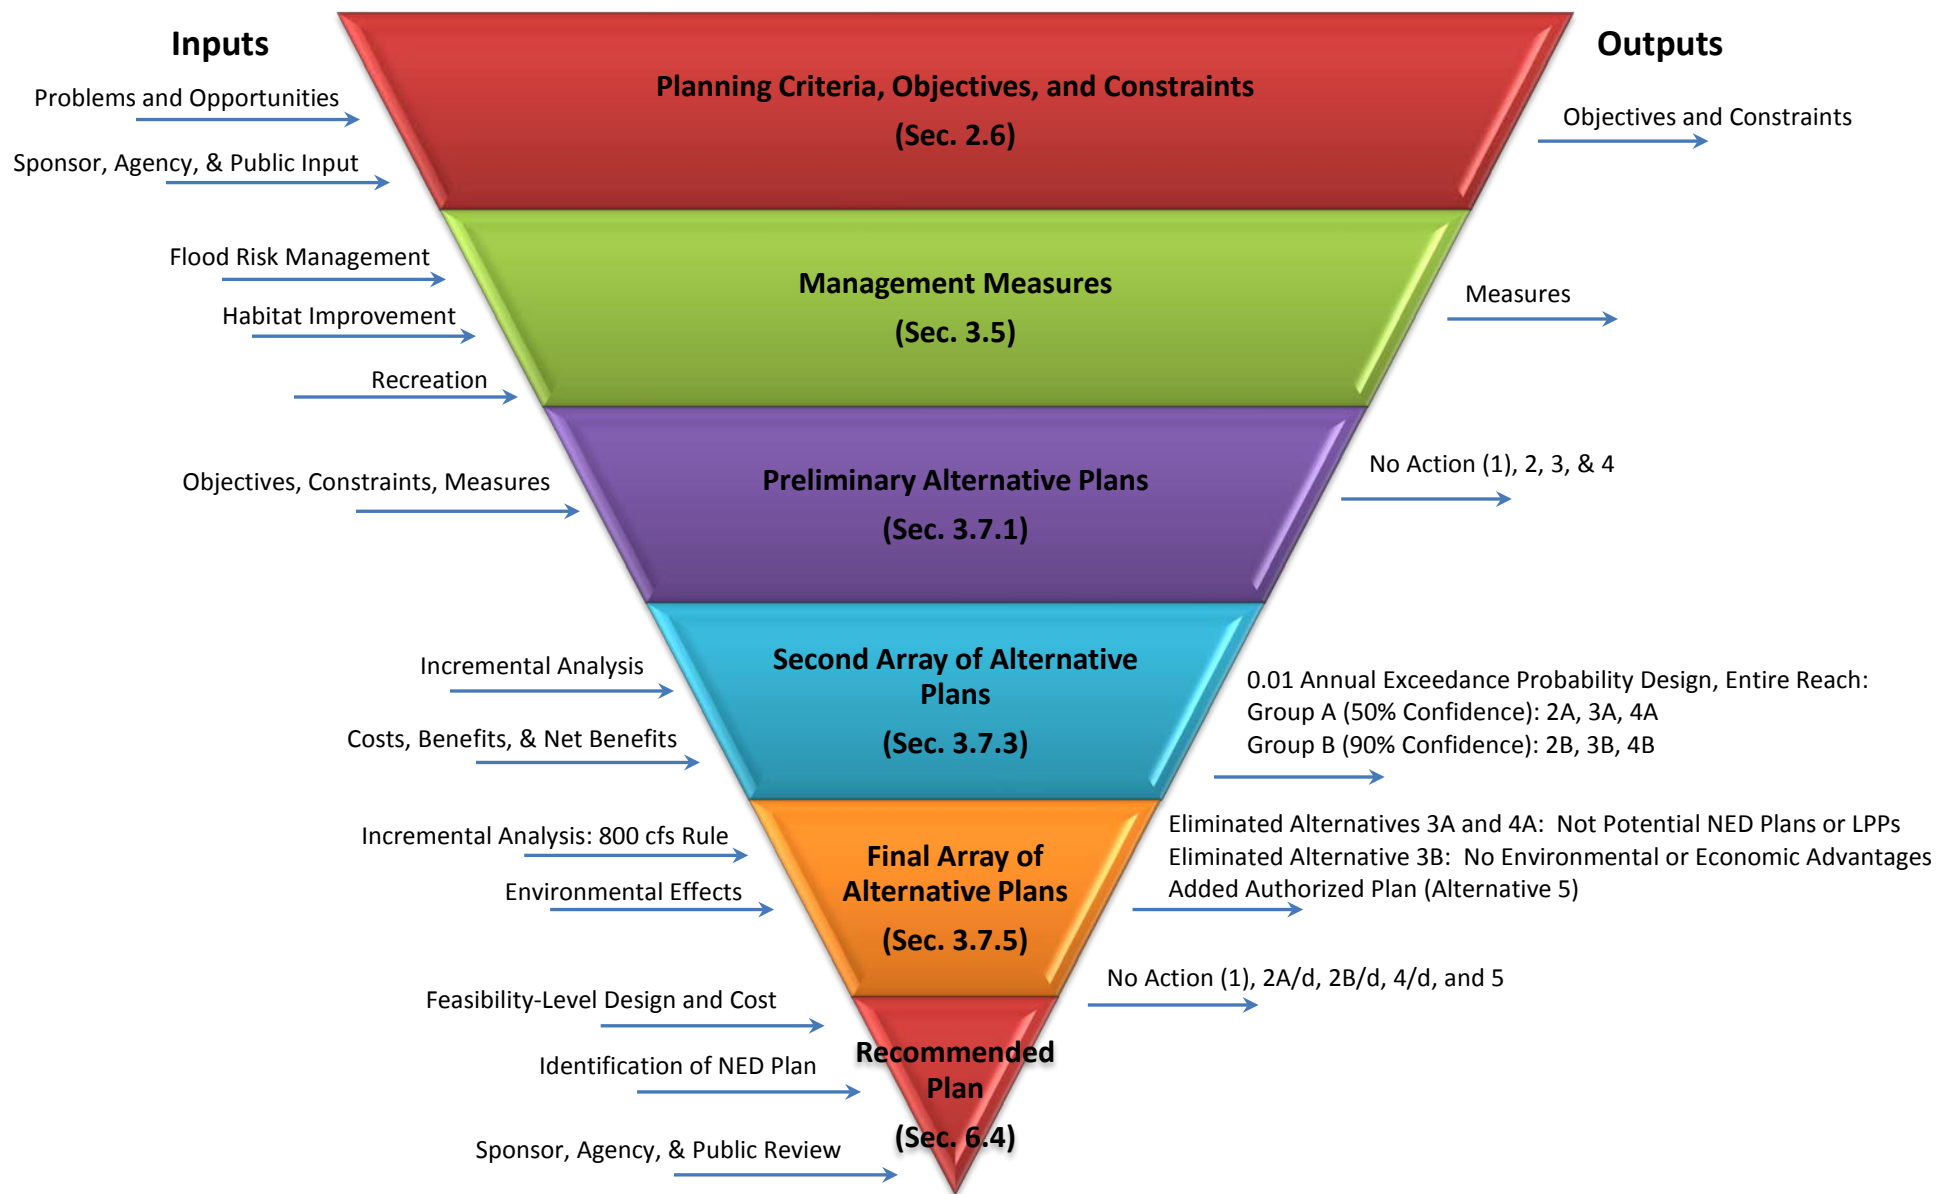 Inputs
Outputs
Planning Criteria, Objectives, and Constraints
(Sec. 2.6)
Problems and Opportunities
Sponsor, Agency, & Public Input
Objectives and Constraints
Management Measures
(Sec. 3.5)
Flood Risk Management
Habitat Improvement
Recreation
Measures
Preliminary Alternative Plans
(Sec. 3.7.1)
Objectives, Constraints, Measures
No Action (1), 2, 3, & 4
Second Array of Alternative
Plans
(Sec. 3.7.3)
Incremental Analysis
Costs, Benefits, & Net Benefits
0.01 Annual Exceedance Probability Design, Entire Reach:
Group A (50% Confidence): 2A, 3A, 4A
Group B (90% Confidence): 2B, 3B, 4B
Final Array of
Alternative Plans
(Sec. 3.7.5)
Incremental Analysis: 800 cfs Rule
Environmental Effects
Eliminated Alternatives 3A and 4A:  Not Potential NED Plans or LPPs
Eliminated Alternative 3B:  No Environmental or Economic Advantages
Added Authorized Plan (Alternative 5)
Recommended
Plan
(Sec. 6.4)
Feasibility-Level Design and Cost
Identification of NED Plan
Sponsor, Agency, & Public Review
No Action (1), 2A/d, 2B/d, 4/d, and 5